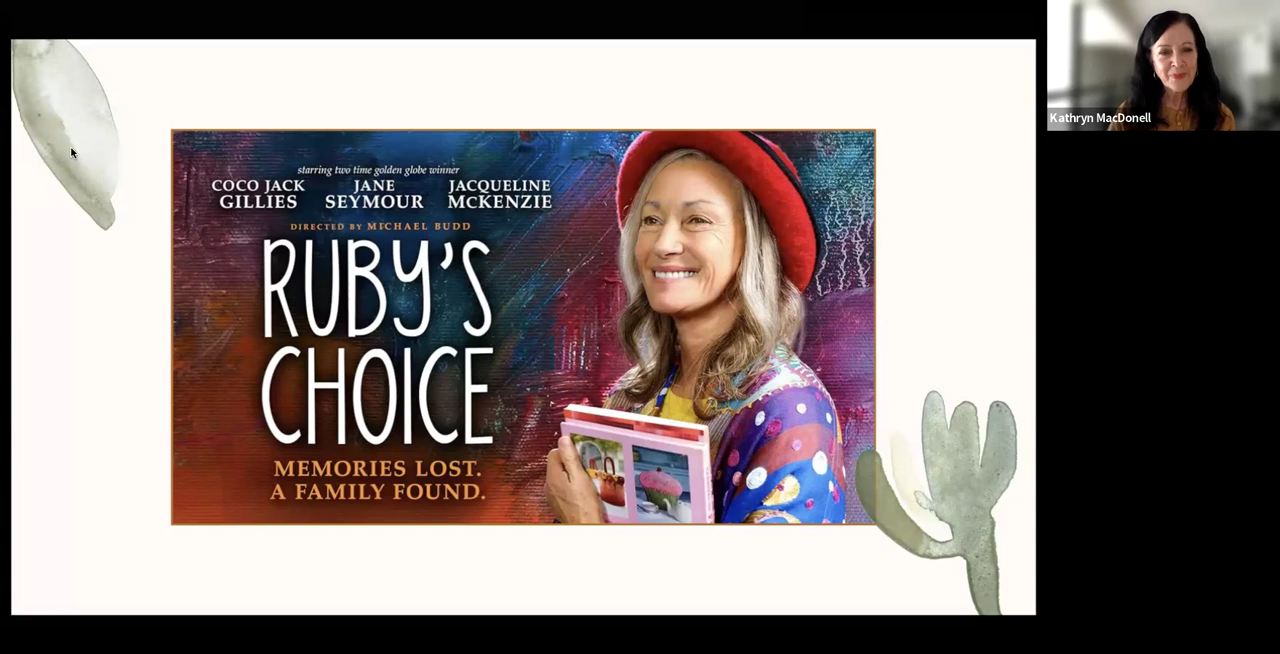 starring two time golden globe winner
COCO JACK GILLIES
JANE SEYMOUR
JACQUELINE McKENZIE
DIRECTED BY MICHAEL BUDD
RUBY'S
CHOICE
MEMORIES LOST.
A FAMILY FOUND.
Kathryn MacDonell